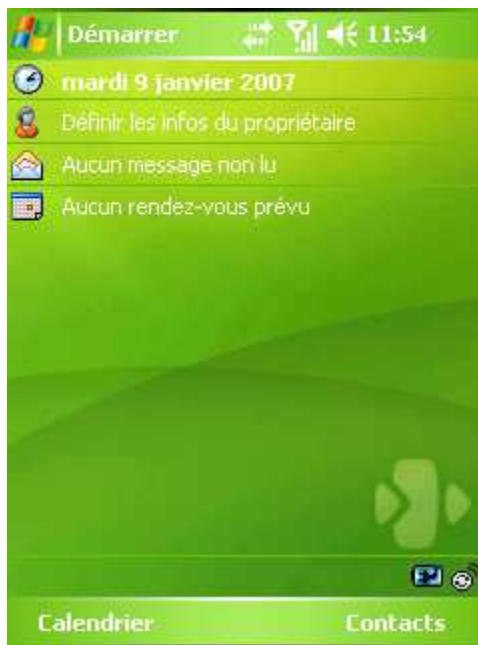 Démarrer 11:54
mardi 9 janvier 2007
Définir les infos du propriétaire
Aucun message non lu
Aucun rendez-vous prévu
Calendrier Contacts